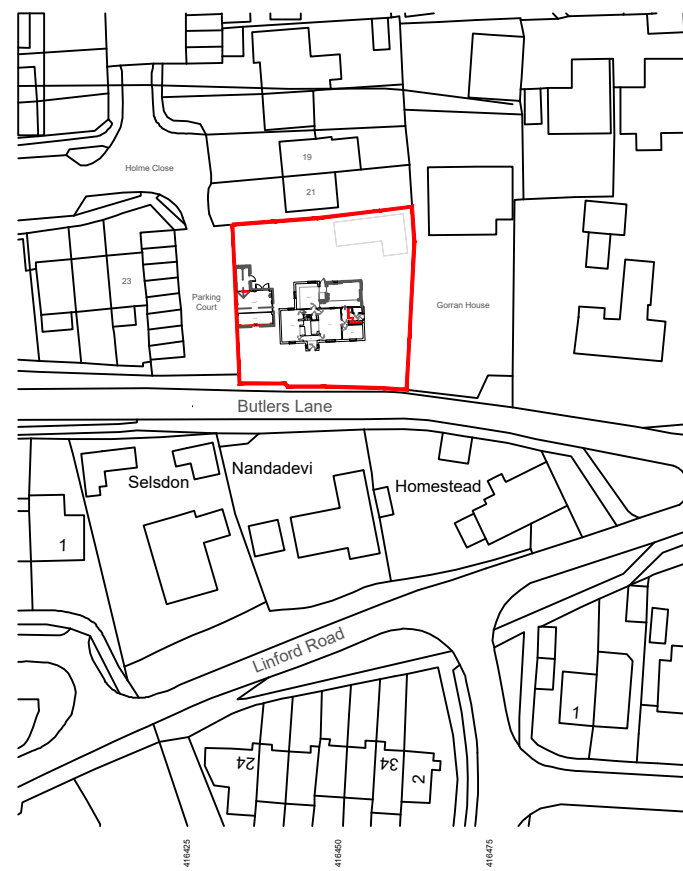 19
Holme Close
21
23
Parking
Court
Gorran House
Butlers Lane
Nandadevi
Selsdon
Homestead
1
Linford Road
1
24
34
2
416425
416450
416475